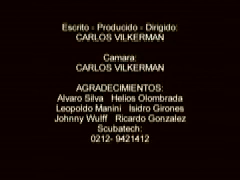 Escrito - Producido - Dirigido:
CARLOS VILKERMAN
Camara:
CARLOS VILKERMAN
AGRADECIMIENTOS:
Alvaro Silva Helios Olombrada
Leopoldo Manini Isidro Girones
Johnny Wulff Ricardo Gonzalez
Scubatech:
0212- 9421412